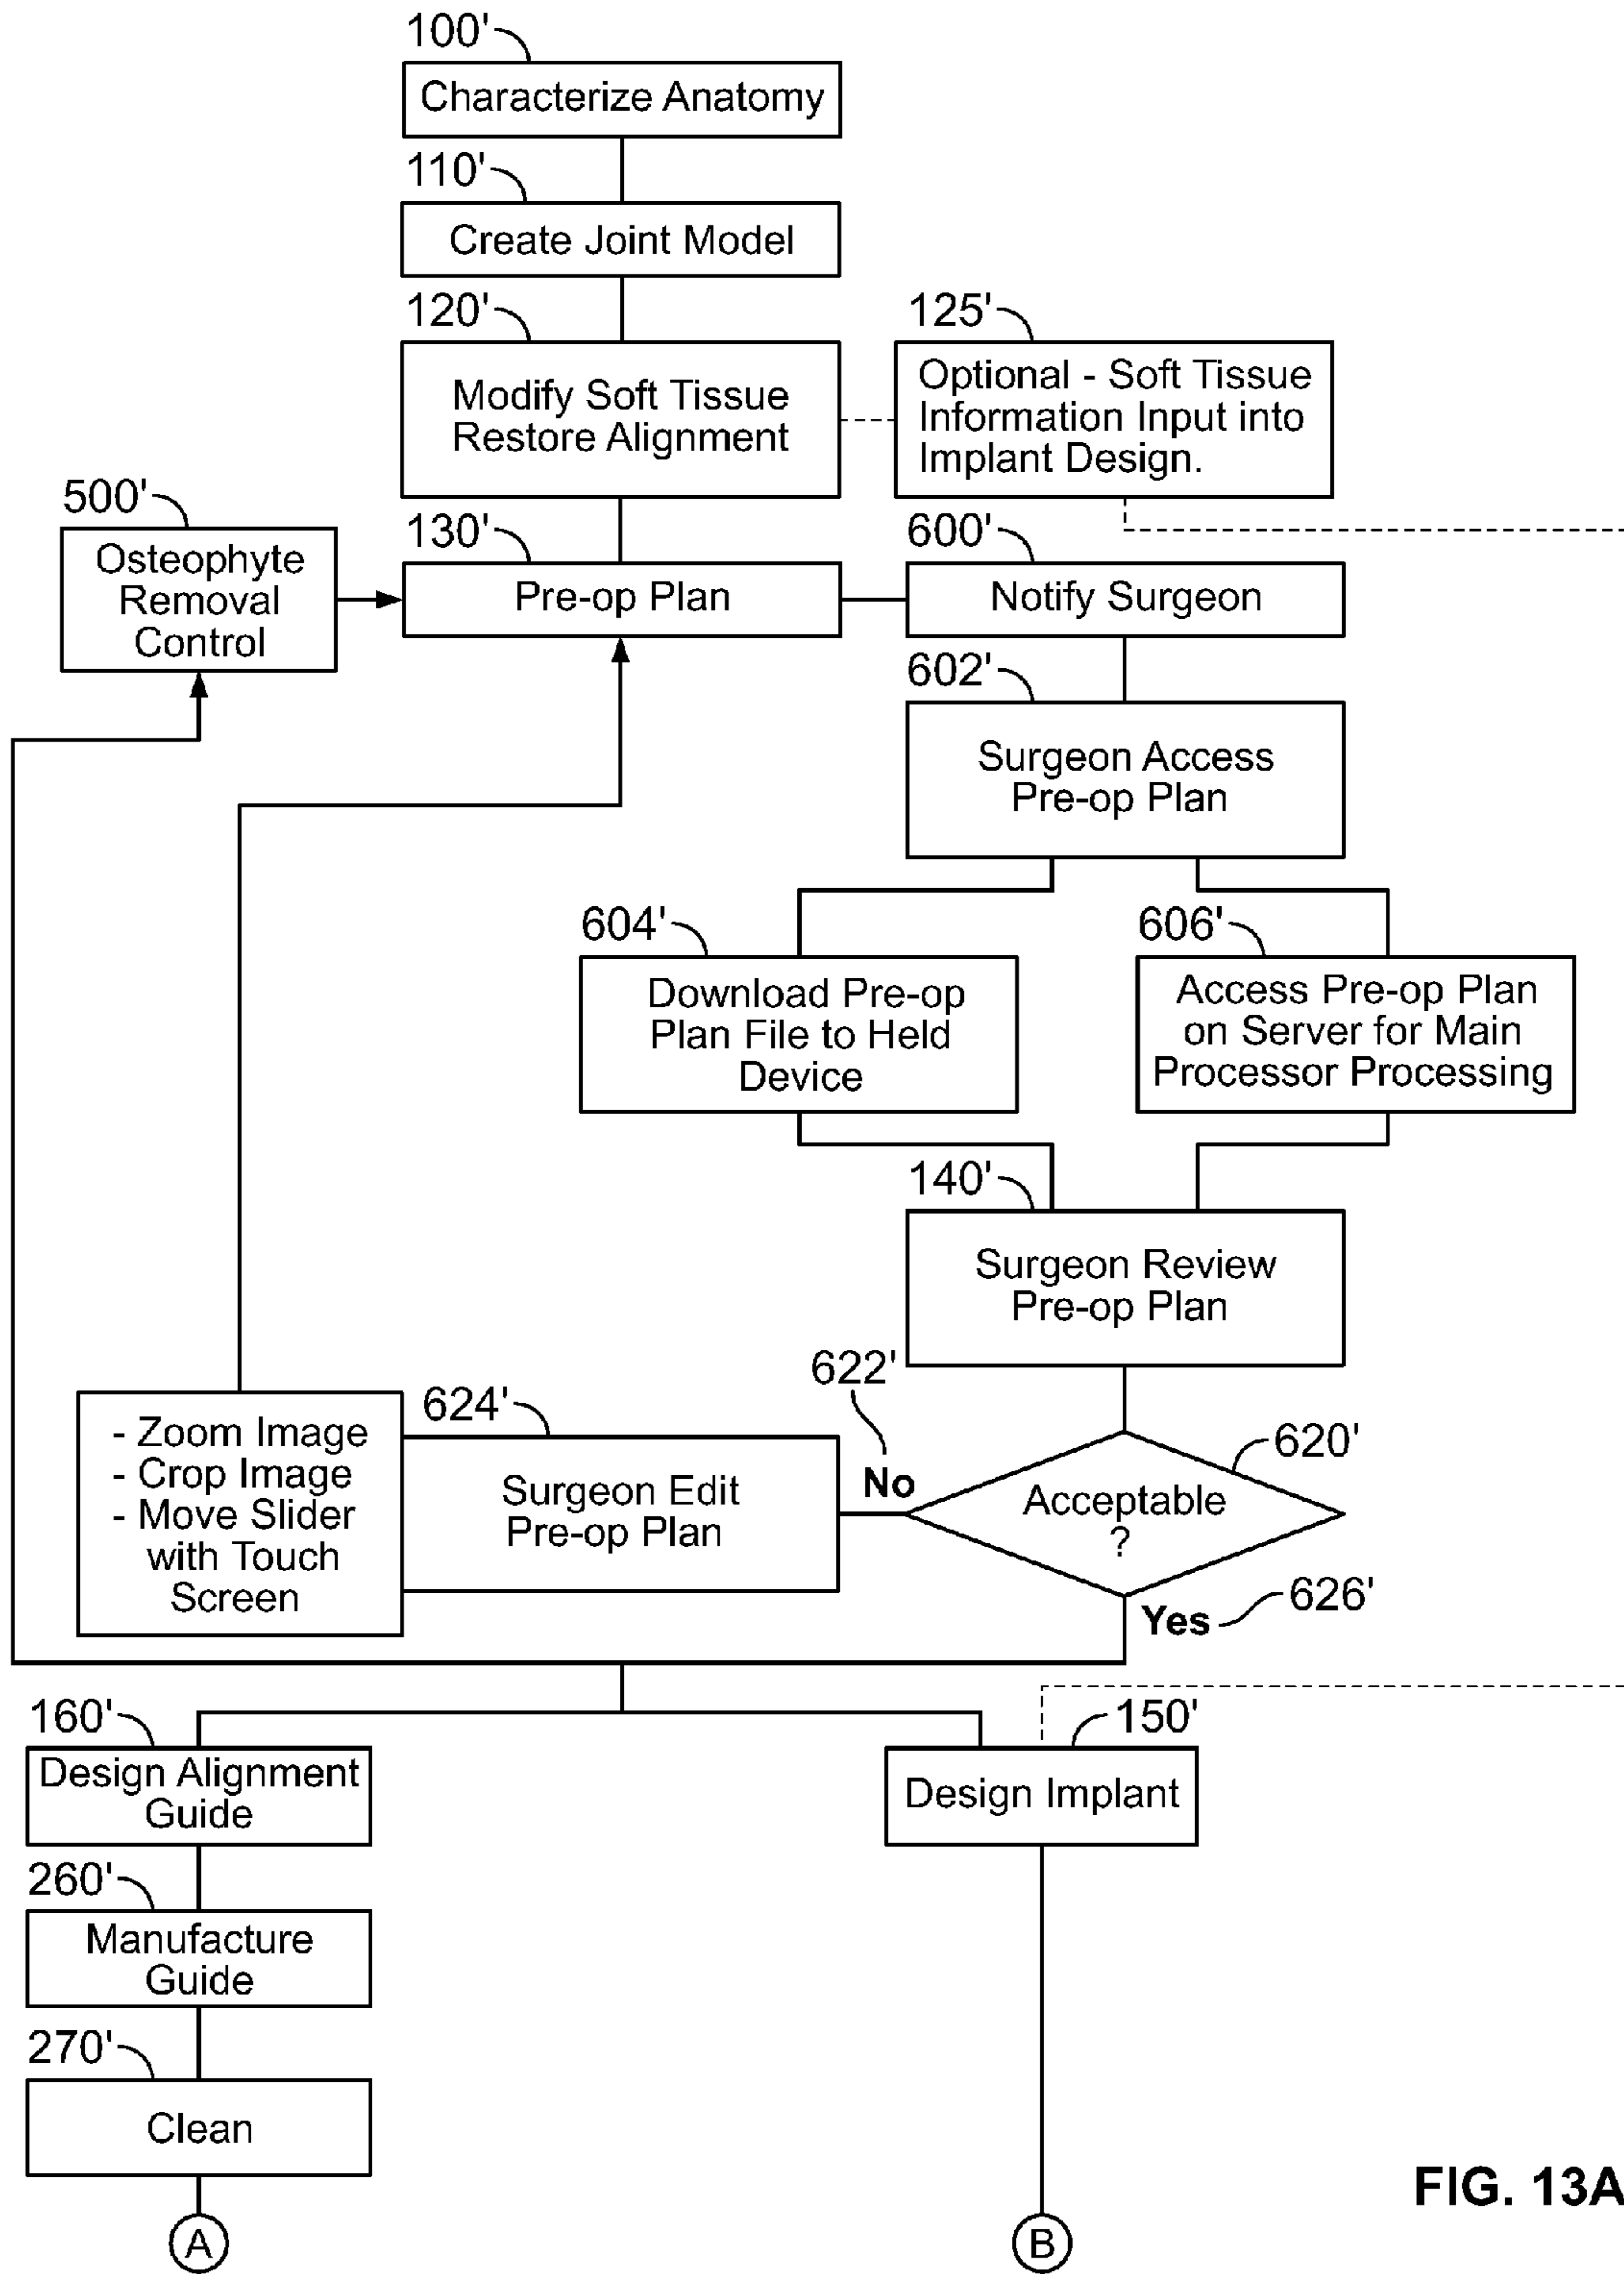 100'
Characterize Anatomy
110'
Create Joint Model
120'
Modify Soft Tissue
Restore Alignment
125'
Optional - Soft Tissue
Information Input into
Implant Design.
500'
Osteophyte
Removal
Control
130'
Pre-op Plan
600'
Notify Surgeon
602'
Surgeon Access
Pre-op Plan
604'
Download Pre-op
Plan File to Held
Device
606'
Access Pre-op Plan
on Server for Main
Processor Processing
140'
Surgeon Review
Pre-op Plan
- Zoom Image
- Crop Image
- Move Slider
with Touch
Screen
624'
Surgeon Edit
Pre-op Plan
622'
No
620'
Acceptable
?
Yes
626'
160'
Design Alignment
Guide
150'
Design Implant
260'
Manufacture
Guide
270'
Clean
A
B
FIG. 13A